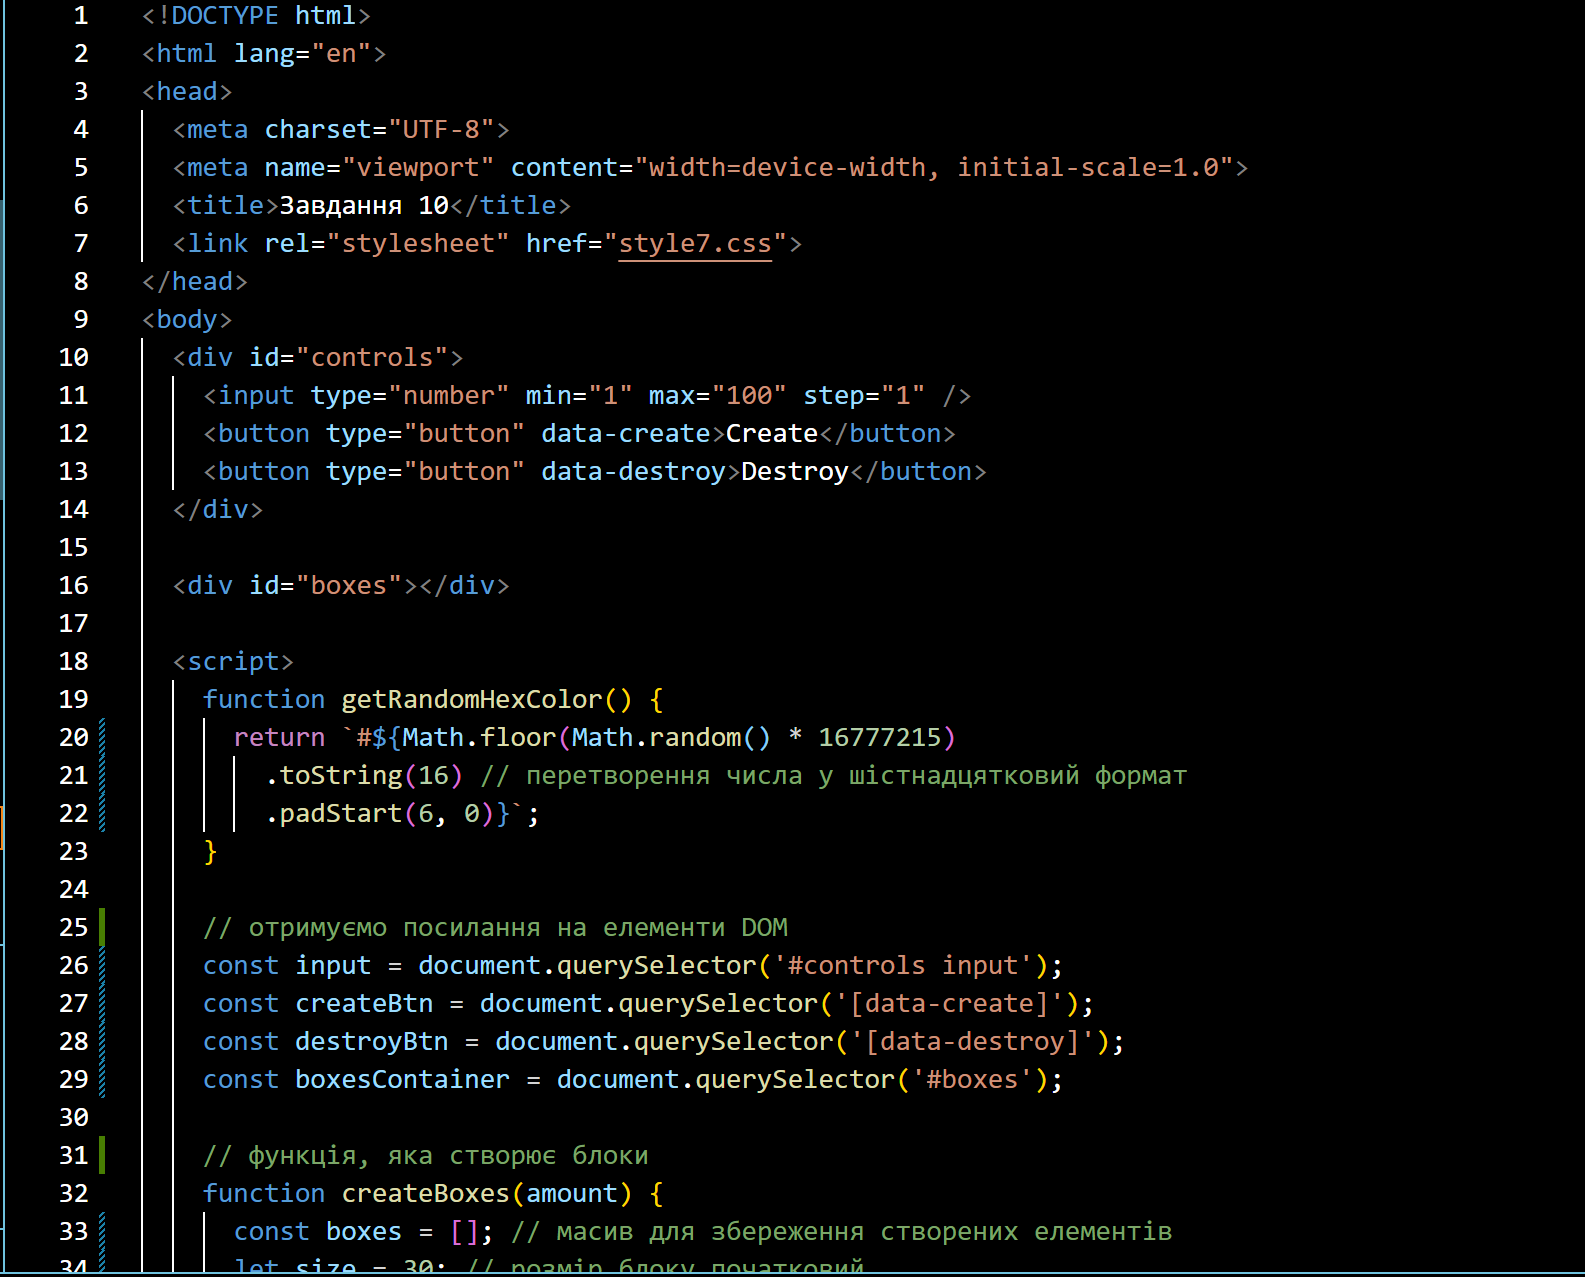 1 <!DOCTYPE html>
2 <html lang="en">
3 <head>
4 <meta charset="UTF-8">
5 <meta name="viewport" content="width=device-width, initial-scale=1.0">
6 <title>Завдання 10</title>
7 <link rel="stylesheet" href="style7.css">
8 </head>
9 <body>
10 <div id="controls">
11 <input type="number" min="1" max="100" step="1" />
12 <button type="button" data-create>Create</button>
13 <button type="button" data-destroy>Destroy</button>
14 </div>
15
16 <div id="boxes"></div>
17
18 <script>
19 function getRandomHexColor() {
20 return `#${Math.floor(Math.random() * 16777215)
21 .toString(16) // перетворення числа у шістнадцятковий формат
22 .padStart(6, 0)}`;
23 }
24
25 // отримуємо посилання на елементи DOM
26 const input = document.querySelector('#controls input');
27 const createBtn = document.querySelector('[data-create]');
28 const destroyBtn = document.querySelector('[data-destroy]');
29 const boxesContainer = document.querySelector('#boxes');
30
31 // функція, яка створює блоки
32 function createBoxes(amount) {
33 const boxes = []; // масив для збереження створених елементів
34 let size = 30; // розмір блоку початковий